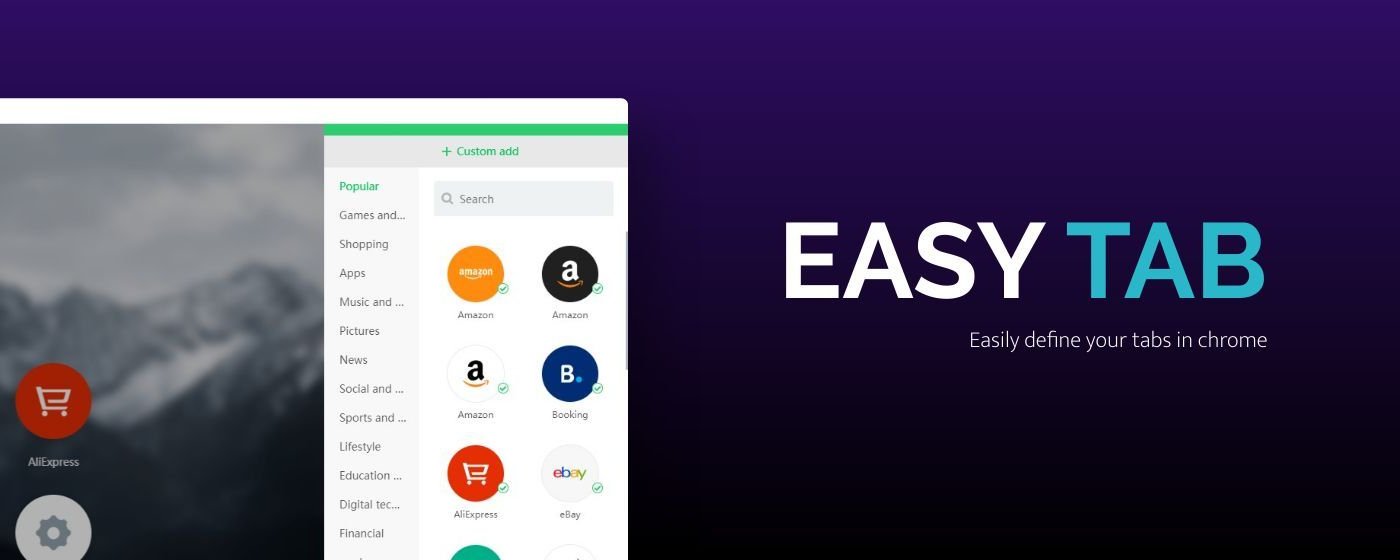 + Custom add
Popular
Games and...
Shopping
Apps
Music and ...
Pictures
News
Social and ...
Sports and ...
Lifestyle
Education ...
Digital tec...
Financial
Search
amazon
a
Amazon
Amazon
a
B.
Amazon
Booking
ebay
AliExpress
eBay
AliExpress
EASY TAB
Easily define your tabs in chrome